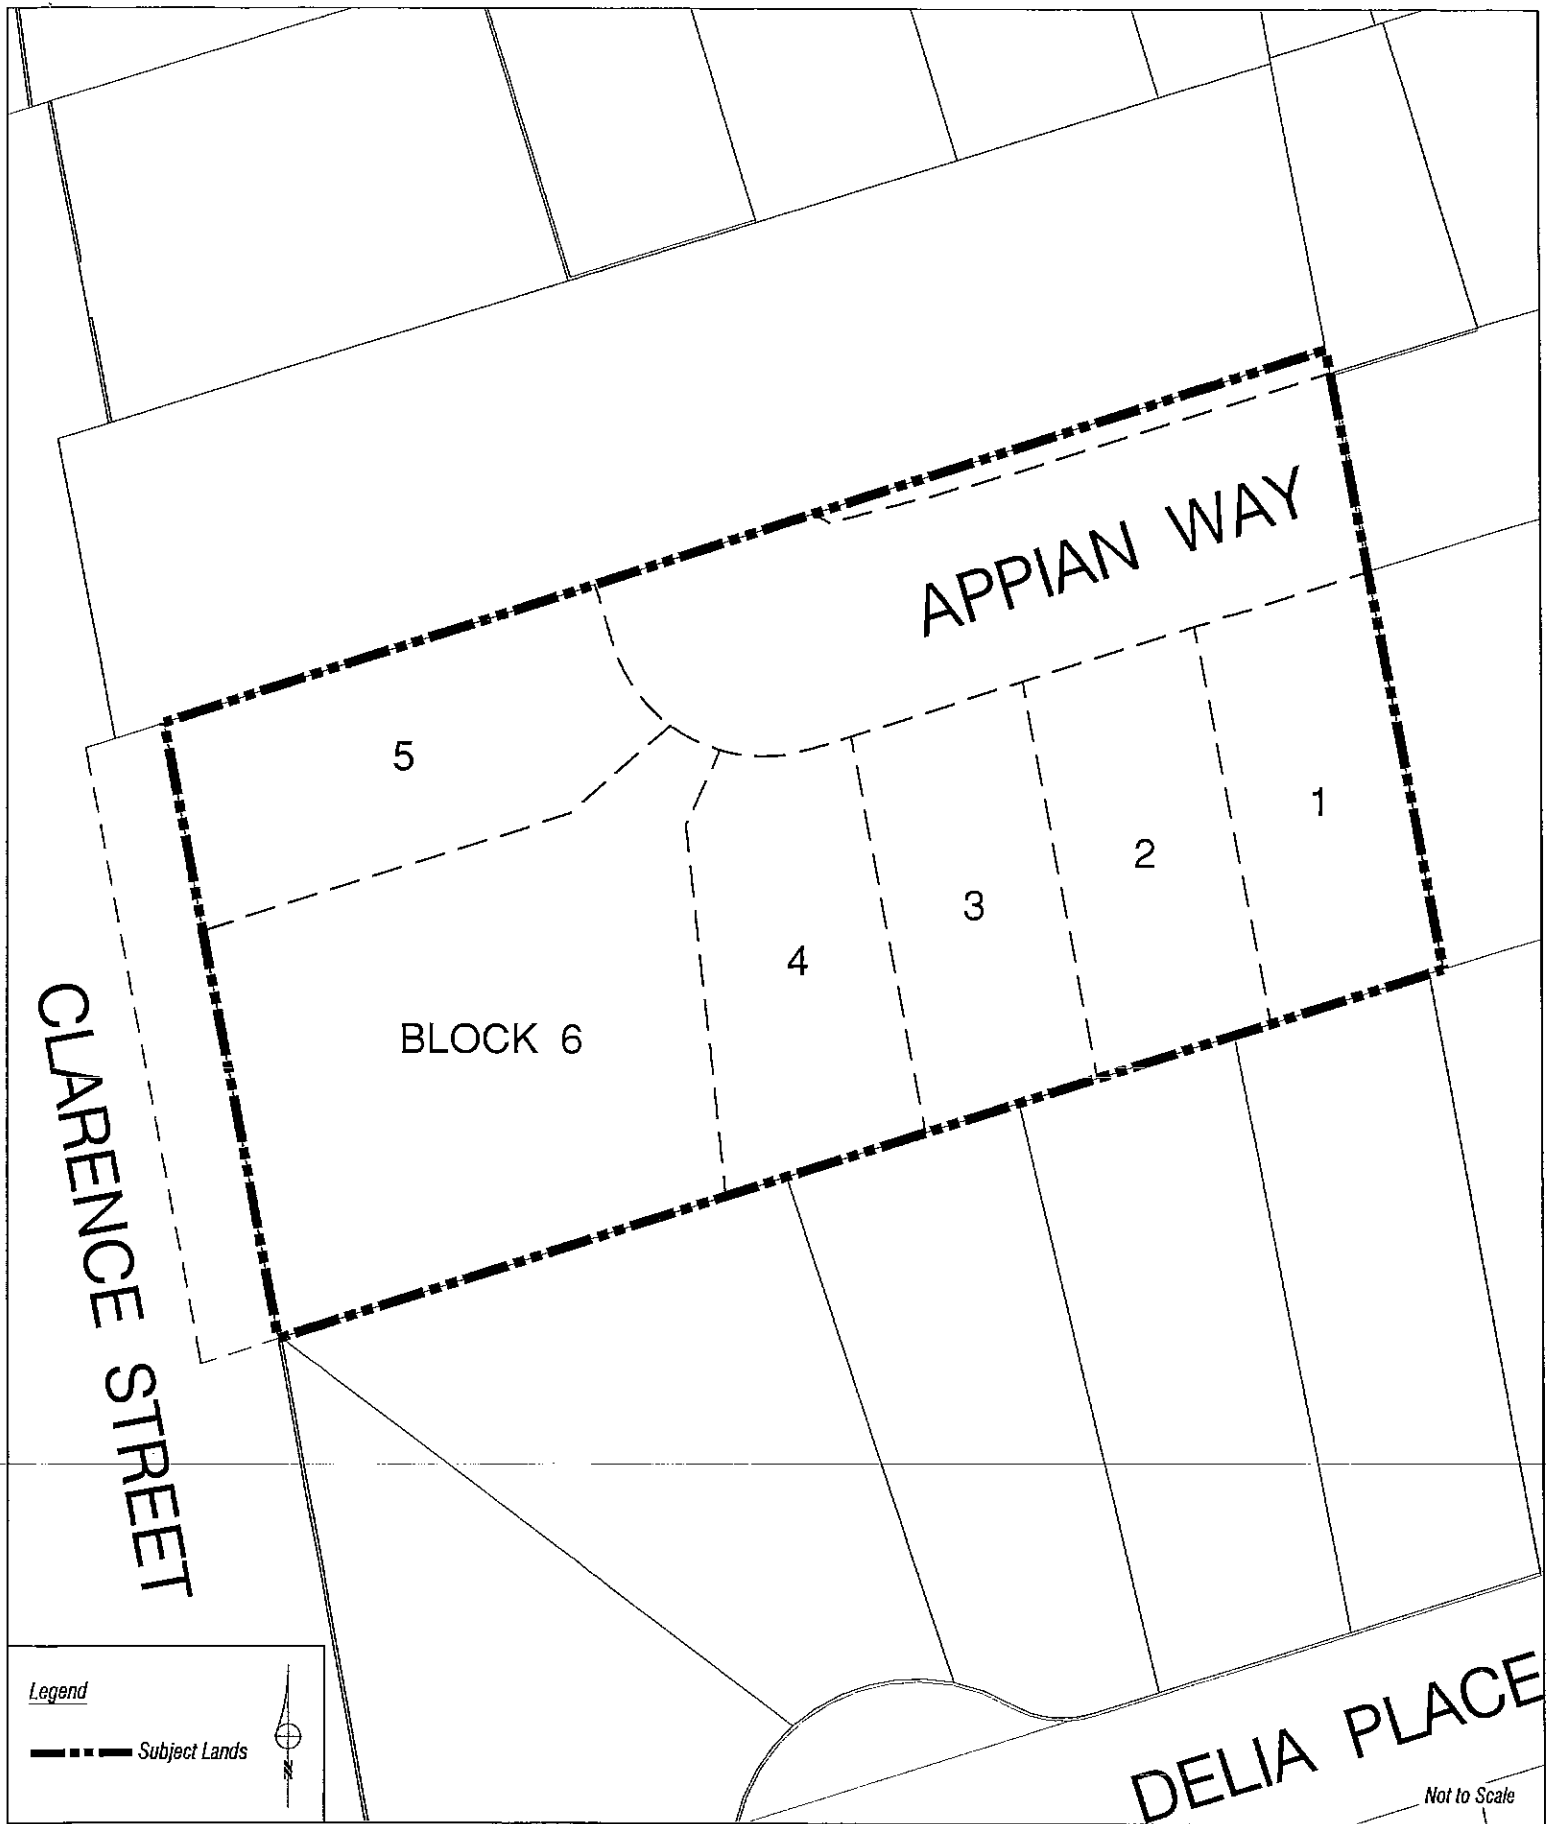 APPIAN WAY
5
1
2
3
4
BLOCK 6
CLARENCE STREET
Legend
Subject Lands
N
DELIA PLACE
Not to Scale